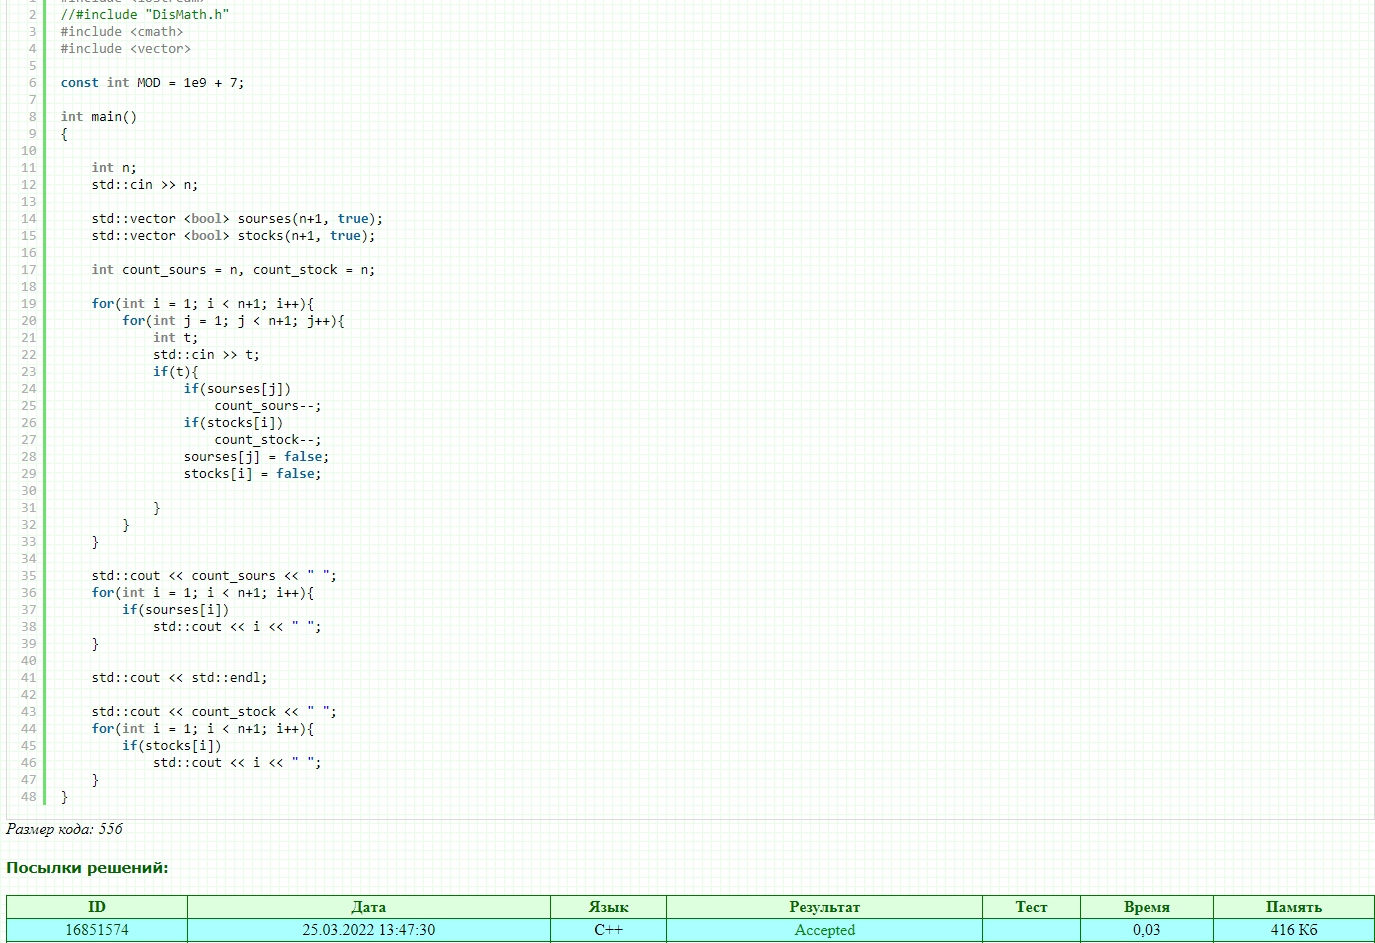 1 #include <iostream>
2 //#include "DisMath.h"
3 #include <cmath>
4 #include <vector>
5
6 const int MOD = 1e9 + 7;
7
8 int main()
9 {
10
11 int n;
12 std::cin >> n;
13
14 std::vector <bool> sourses(n+1, true);
15 std::vector <bool> stocks(n+1, true);
16
17 int count_sours = n, count_stock = n;
18
19 for(int i = 1; i < n+1; i++){
20 for(int j = 1; j < n+1; j++){
21 int t;
22 std::cin >> t;
23 if(t){
24 if(sourses[j])
25 count_sours--;
26 if(stocks[i])
27 count_stock--;
28 sourses[j] = false;
29 stocks[i] = false;
30
31 }
32 }
33 }
34
35 std::cout << count_sours << " ";
36 for(int i = 1; i < n+1; i++){
37 if(sourses[i])
38 std::cout << i << " ";
39 }
40
41 std::cout << std::endl;
42
43 std::cout << count_stock << " ";
44 for(int i = 1; i < n+1; i++){
45 if(stocks[i])
46 std::cout << i << " ";
47 }
48 }
Размер кода: 556
Посылки решений:
ID Дата Язык Результат Тест Время Память
16851574 25.03.2022 13:47:30 C++ Accepted 0,03 416 Кб